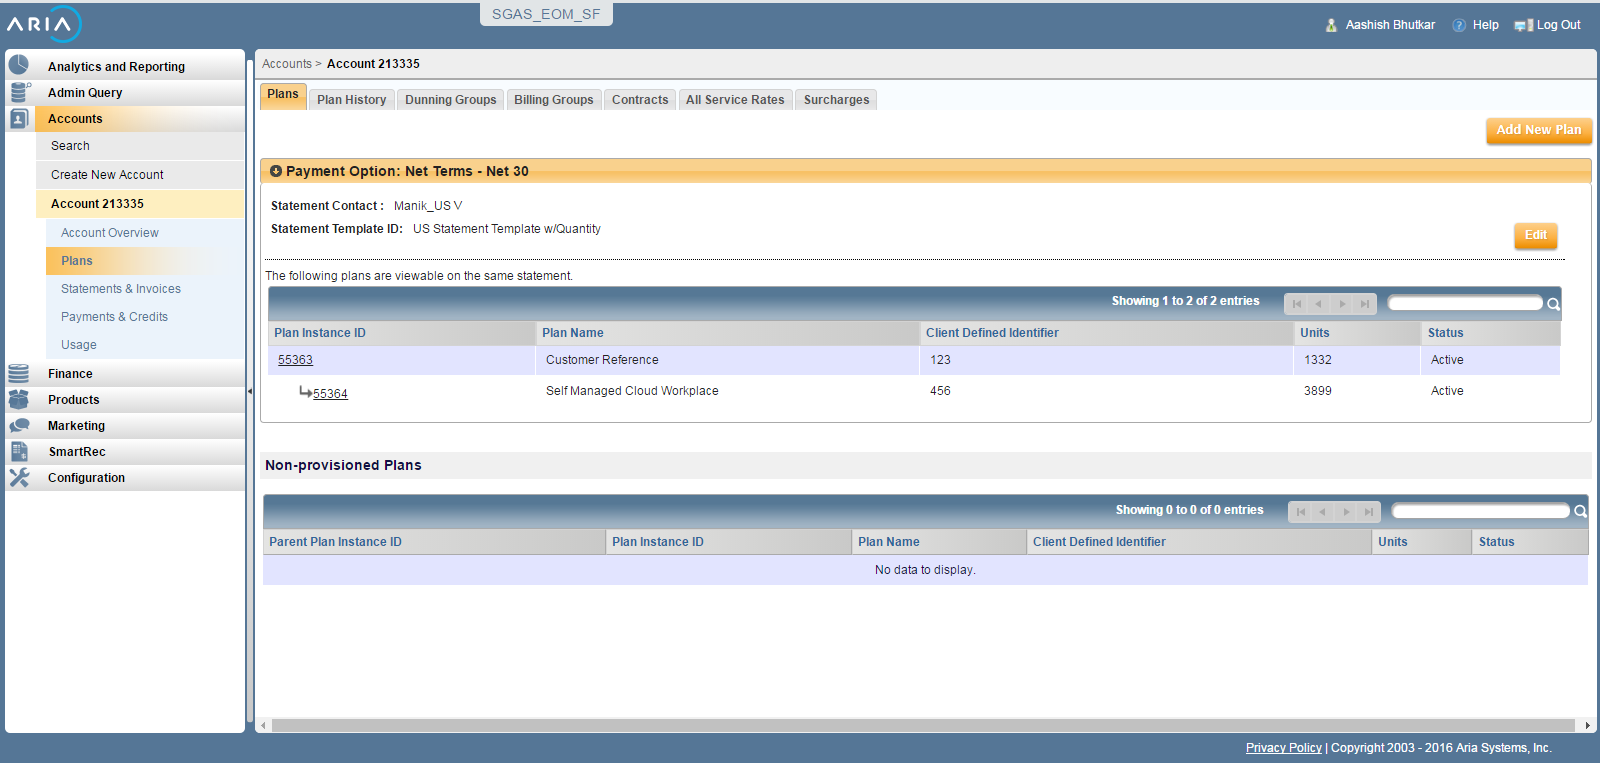 SGAS_EOM_SF
ARIA
Aashish Bhutkar Help Log Out
Analytics and Reporting
Admin Query
Accounts
Search
Create New Account
Account 213335
Account Overview
Plans
Statements & Invoices
Payments & Credits
Usage
Finance
Products
Marketing
SmartRec
Configuration
Accounts > Account 213335
Plans Plan History Dunning Groups Billing Groups Contracts All Service Rates Surcharges
Add New Plan
Payment Option: Net Terms - Net 30
Statement Contact : Manik_US V
Statement Template ID: US Statement Template w/Quantity
Edit
The following plans are viewable on the same statement.
Showing 1 to 2 of 2 entries
Plan Instance ID Plan Name Client Defined Identifier Units Status
55363 Customer Reference 123 1332 Active
55364 Self Managed Cloud Workplace 456 3899 Active
Non-provisioned Plans
Showing 0 to 0 of 0 entries
Parent Plan Instance ID Plan Instance ID Plan Name Client Defined Identifier Units Status
No data to display.
Privacy Policy | Copyright 2003 - 2016 Aria Systems, Inc.